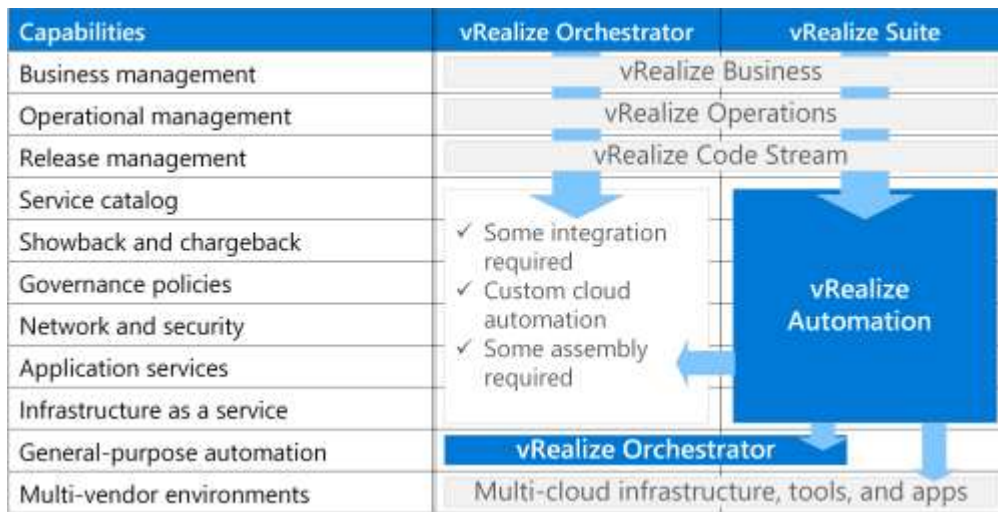 Capabilities vRealize Orchestrator vRealize Suite
Business management vRealize Business
Operational management vRealize Operations
Release management vRealize Code Stream
Service catalog
Showback and chargeback
Governance policies
Network and security
Application services
Infrastructure as a service
✓ Some integration
required
✓ Custom cloud
automation
✓ Some assembly
required
vRealize
Automation
General-purpose automation vRealize Orchestrator
Multi-vendor environments Multi-cloud infrastructure, tools, and apps